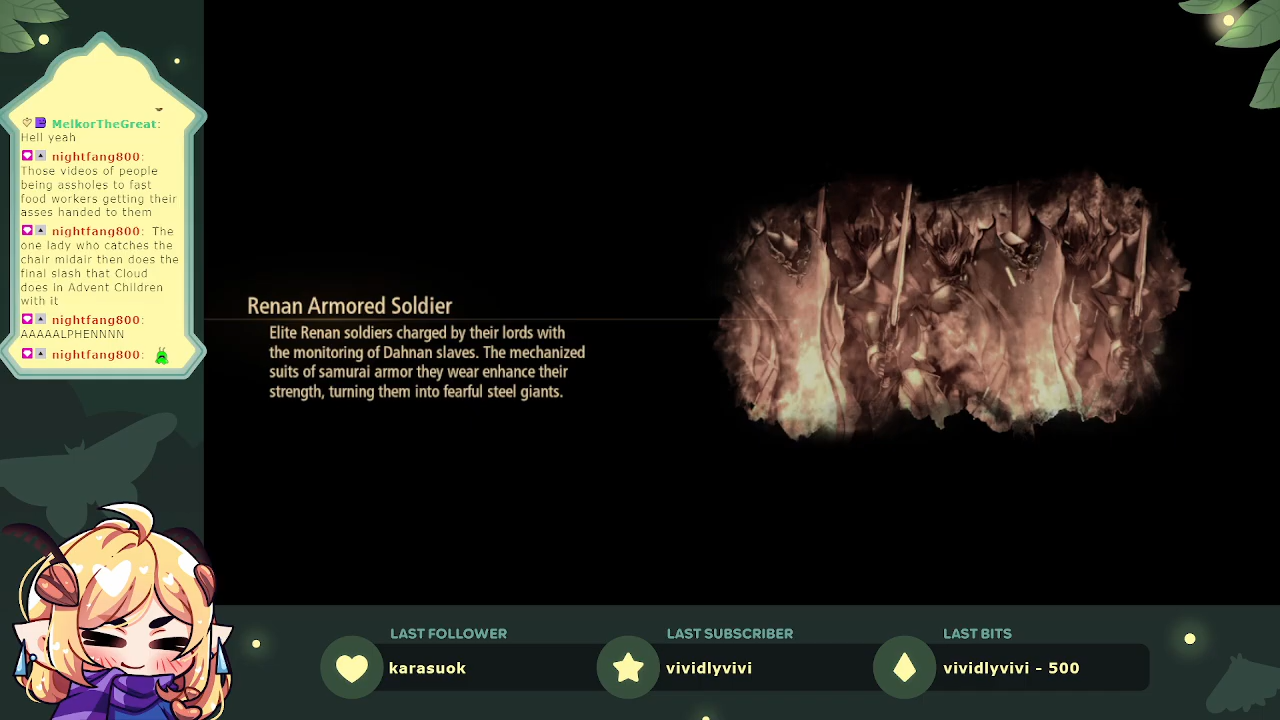 MelkorTheGreat:
Hell yeah
nightfang800:
Those videos of people
being assholes to fast
food workers getting their
asses handed to them
nightfang800: The
one lady who catches the
chair midair then does the
final slash that Cloud
does in Advent Children
with it
nightfang800:
AAAAALPHENNNN
nightfang800:
Renan Armored Soldier
Elite Renan soldiers charged by their lords with
the monitoring of Dahnan slaves. The mechanized
suits of samurai armor they wear enhance their
strength, turning them into fearful steel giants.
LAST FOLLOWER
karasuok
LAST SUBSCRIBER
vividlyvivi
LAST BITS
vividlyvivi - 500